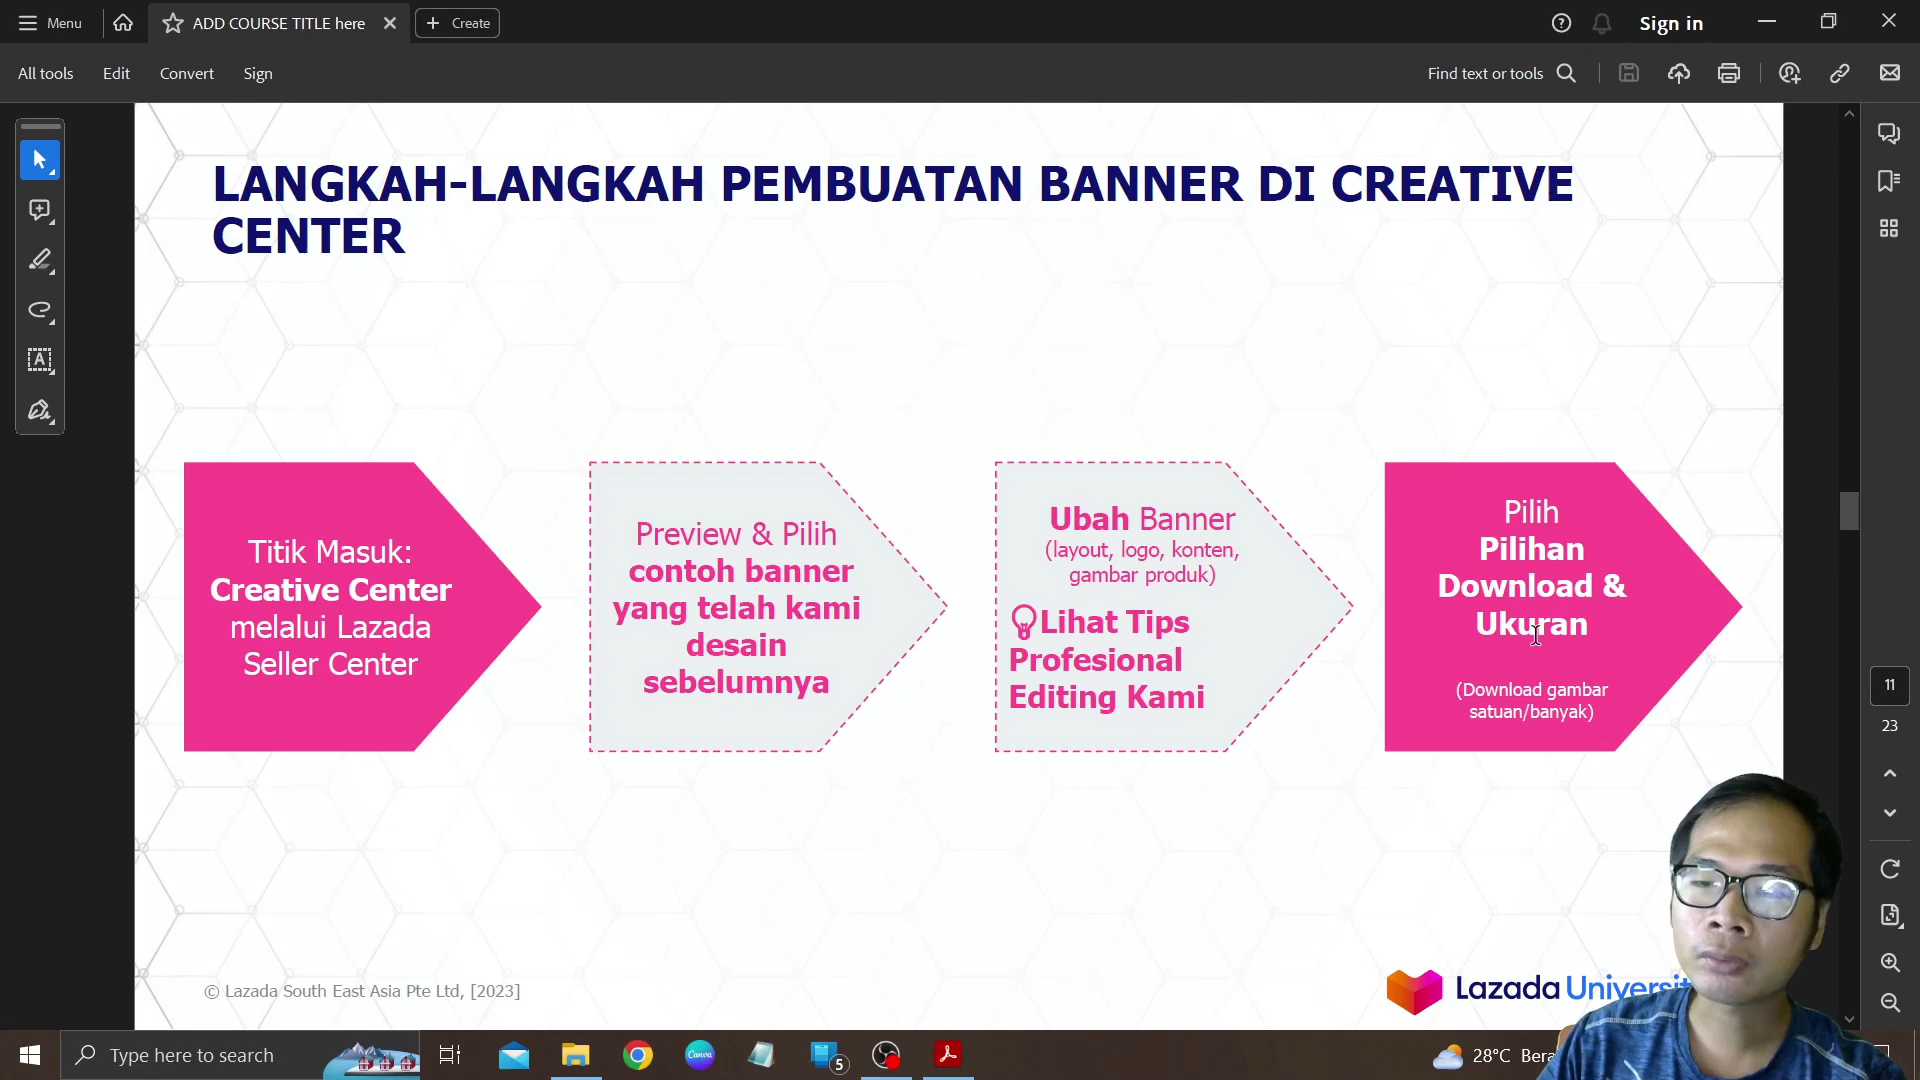 Menu
ADD COURSE TITLE here
Create
Sign in
All tools
Edit
Convert
Sign
Find text or tools
LANGKAH-LANGKAH PEMBUATAN BANNER DI CREATIVE
CENTER
Titik Masuk:
Creative Center
melalui Lazada
Seller Center
Preview & Pilih
contoh banner
yang telah kami
desain
sebelumnya
Ubah Banner
(layout, logo, konten,
gambar produk)
Lihat Tips
Profesional
Editing Kami
Pilih
Pilihan
Download &
Ukuran
(Download gambar
satuan/banyak)
11
23
© Lazada South East Asia Pte Ltd, [2023]
Lazada Universit
Type here to search
Canva
5
28°C Bera